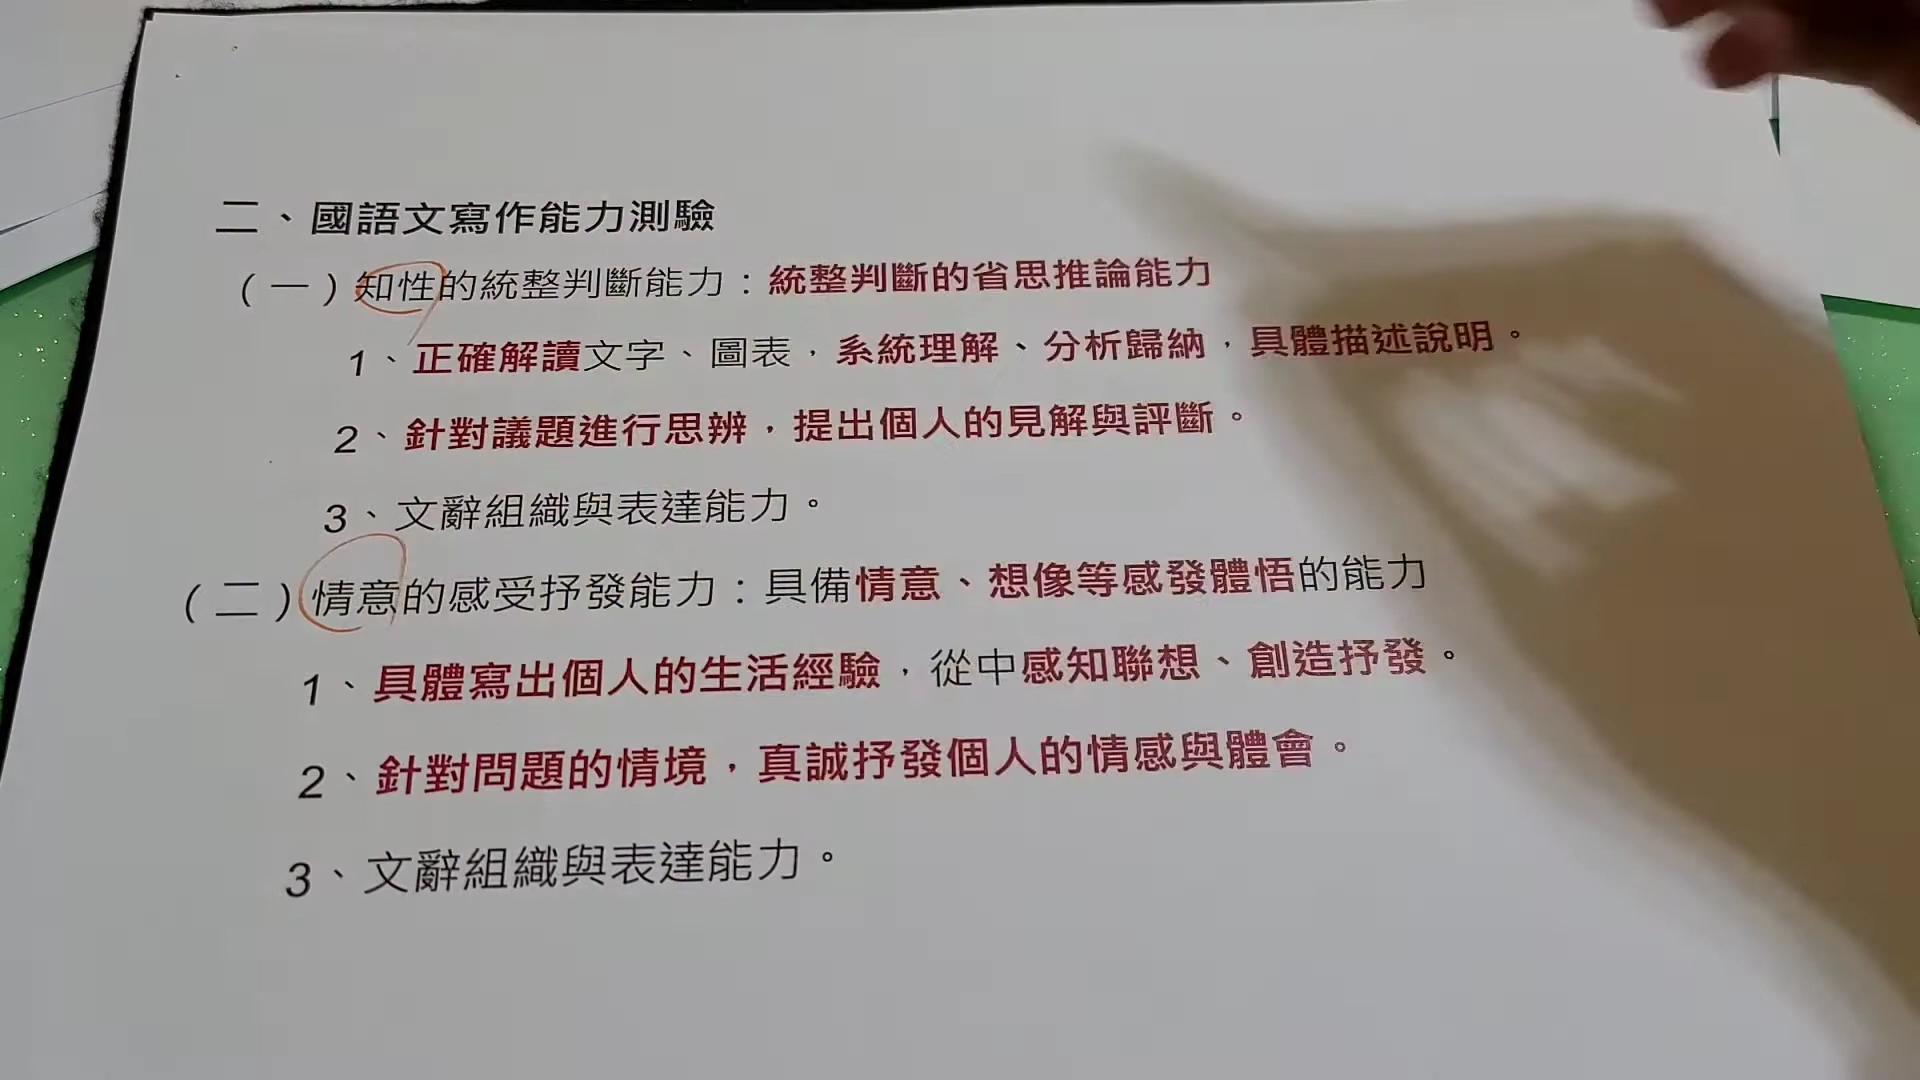 二、國語文寫作能力測驗
（一）知性的統整判斷能力：統整判斷的省思推論能力
1、正確解讀文字、圖表，系統理解、分析歸納，具體描述說明。
2、針對議題進行思辨，提出個人的見解與評斷。
3、文辭組織與表達能力。
（二）情意的感受抒發能力：具備情意、想像等感發體悟的能力
1、具體寫出個人的生活經驗，從中感知聯想、創造抒發。
2、針對問題的情境，真誠抒發個人的情感與體會。
3、文辭組織與表達能力。